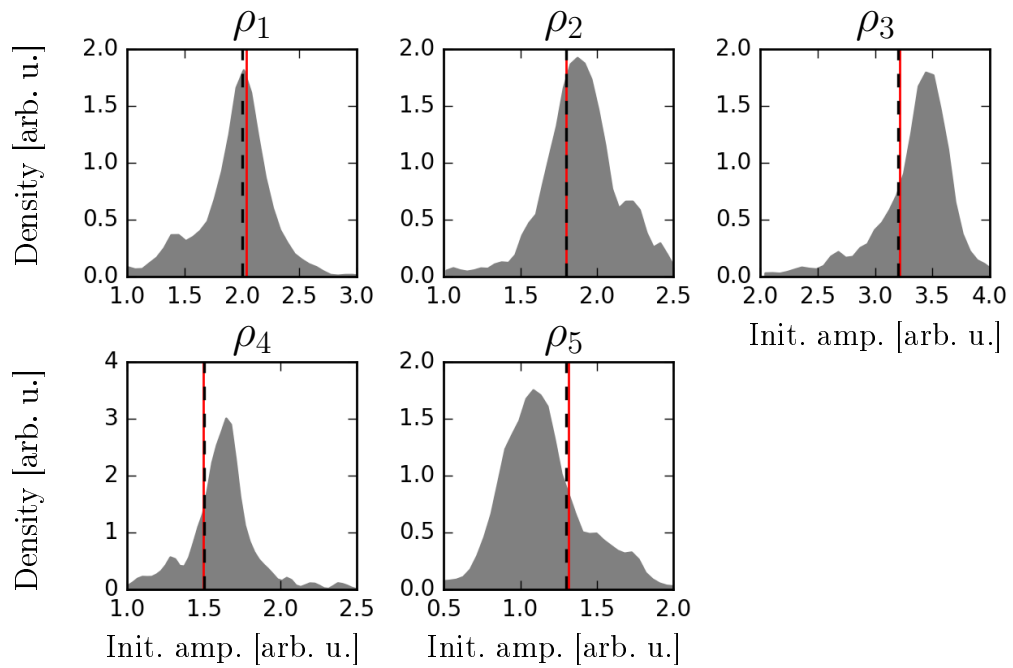 ρ1 ρ2 ρ3
Density [arb. u.]
2.0 2.0 2.0
1.5 1.5 1.5
1.0 1.0 1.0
0.5 0.5 0.5
0.0 0.0 0.0
1.0 1.5 2.0 2.5 3.0 1.0 1.5 2.0 2.5 2.0 2.5 3.0 3.5 4.0
Init. amp. [arb. u.]
ρ4 ρ5
Density [arb. u.]
4 2.0
3 1.5
2 1.0
1 0.5
0 0.0
1.0 1.5 2.0 2.5 0.5 1.0 1.5 2.0
Init. amp. [arb. u.] Init. amp. [arb. u.]